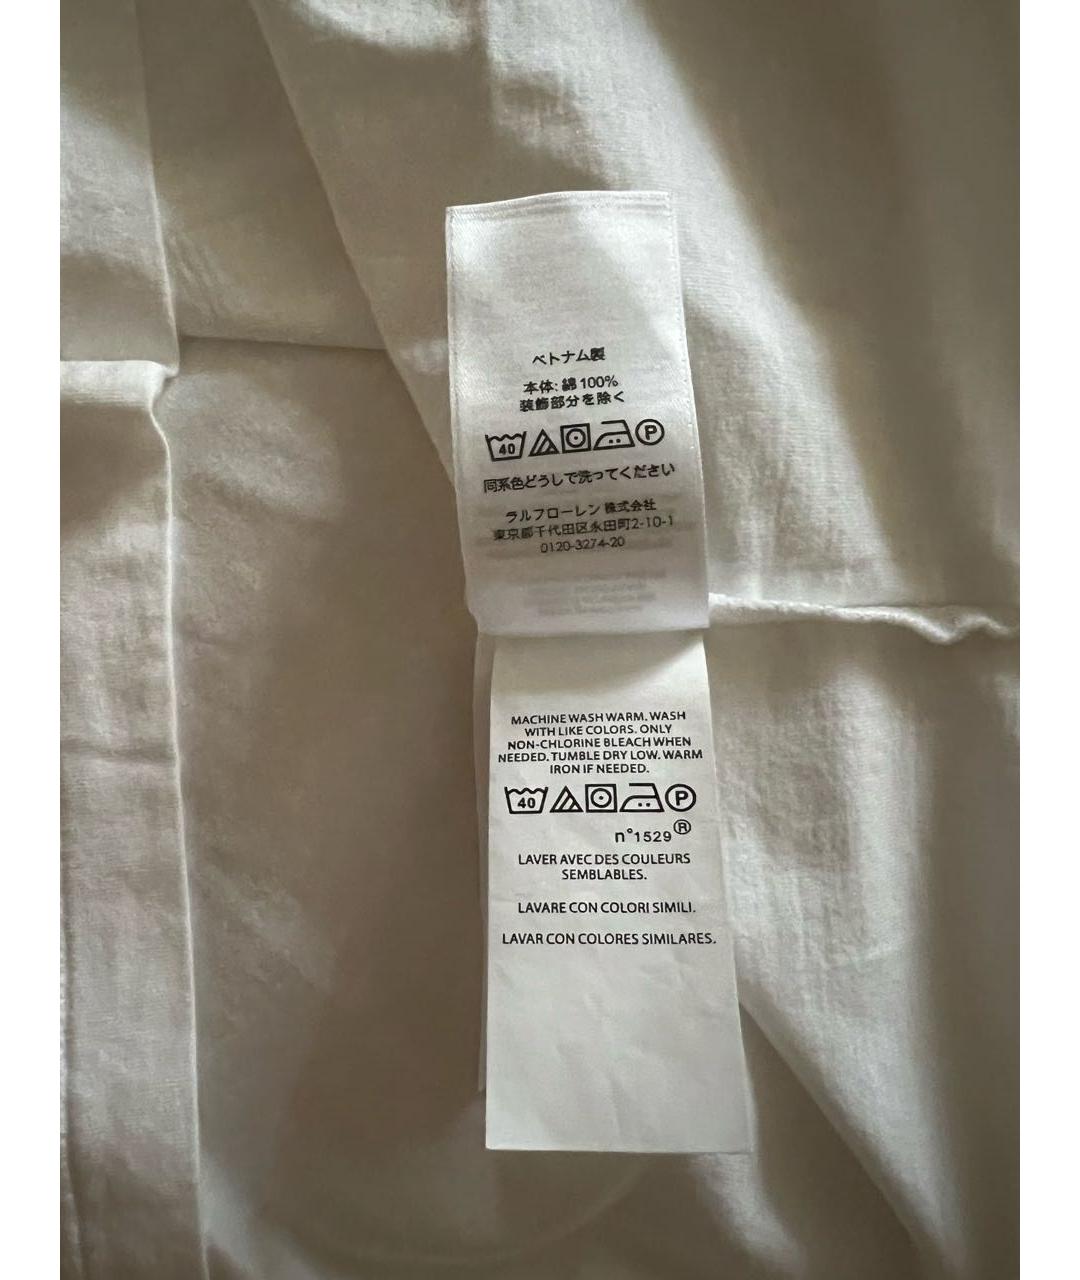 ベトナム製
本体: 綿100%
装飾部分を除く
40 P
同系色どうしで洗ってください
ラルフローレン 株式会社
東京都千代田区永田町2-10-1
0120-3274-20
MACHINE WASH WARM. WASH
WITH LIKE COLORS. ONLY
NON-CHLORINE BLEACH WHEN
NEEDED. TUMBLE DRY LOW. WARM
IRON IF NEEDED.
40 P
n°1529®
LAVER AVEC DES COULEURS
SEMBLABLES.
LAVARE CON COLORI SIMILI.
LAVAR CON COLORES SIMILARES.